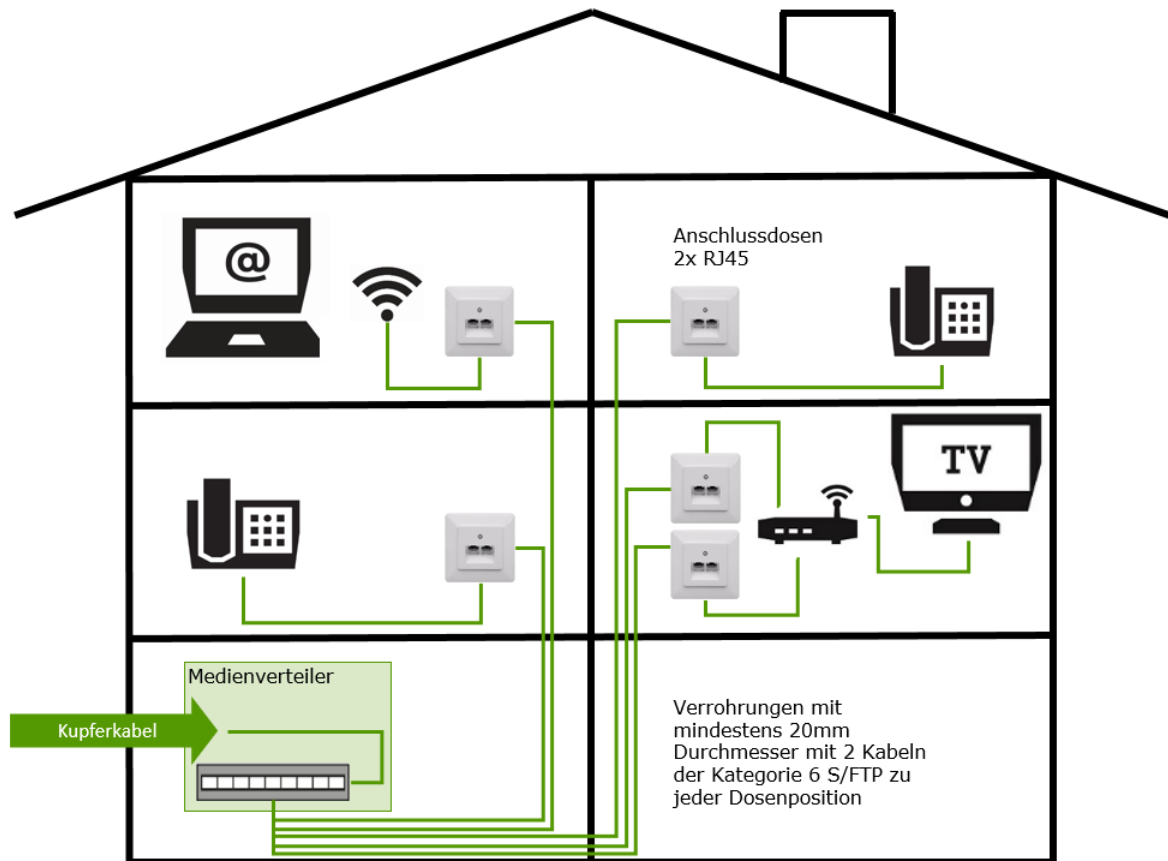 @
Anschlussdosen
2x RJ45
TV
Medienverteiler
Kupferkabel
Verrohrungen mit
mindestens 20mm
Durchmesser mit 2 Kabeln
der Kategorie 6 S/FTP zu
jeder Dosenposition